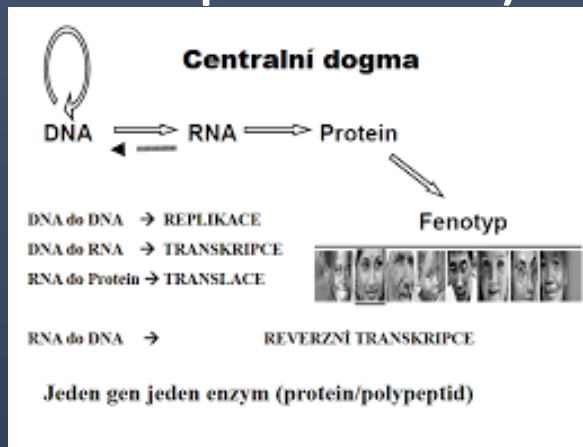 Centralní dogma
DNA RNA Protein
Fenotyp
DNA do DNA → REPLIKACE
DNA do RNA → TRANSKRIPCE
RNA do Protein → TRANSLACE
RNA do DNA → REVERZNÍ TRANSKRIPCE
Jeden gen jeden enzym (protein/polypeptid)